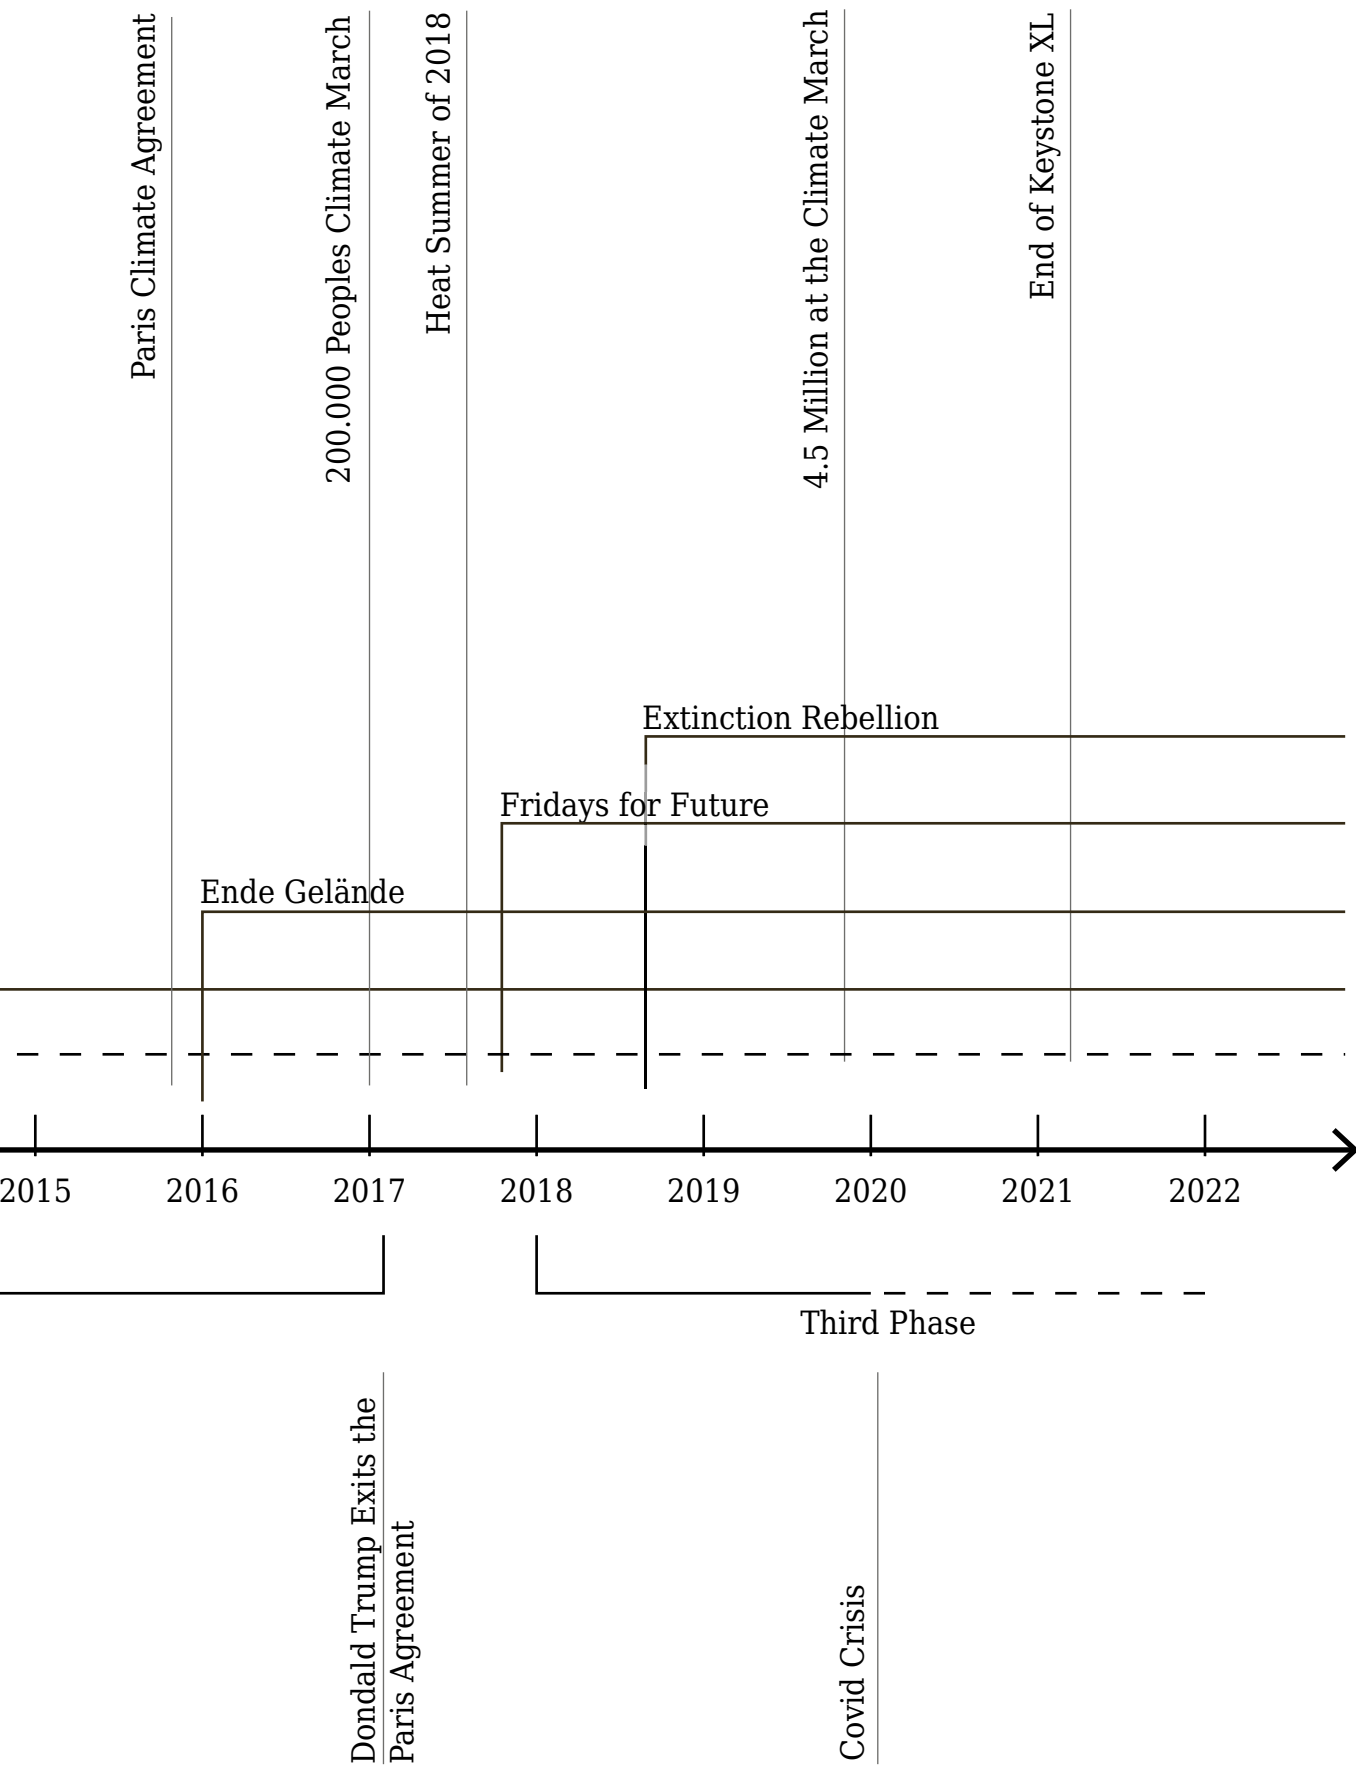 Paris Climate Agreement
200.000 Peoples Climate March
Heat Summer of 2018
4.5 Million at the Climate March
End of Keystone XL
Extinction Rebellion
Fridays for Future
Ende Gelände
2015
2016
2017
2018
2019
2020
2021
2022
Third Phase
Dondald Trump Exits the
Paris Agreement
Covid Crisis